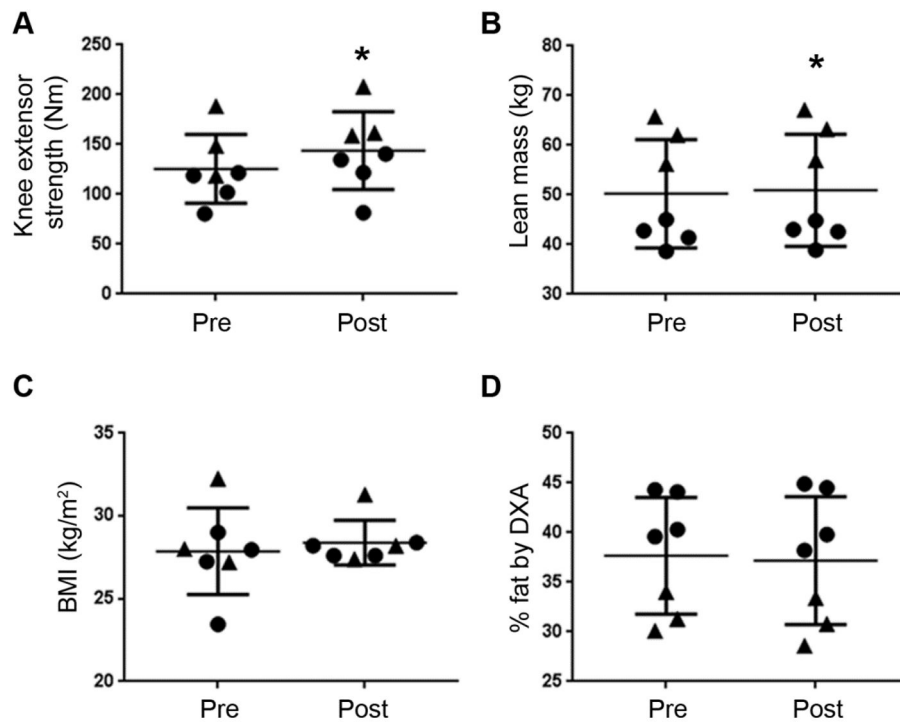 A
Knee extensor
strength (Nm)
250
200
150
100
50
0
*
Pre
Post
B
Lean mass (kg)
80
70
60
50
40
30
*
Pre
Post
C
BMI (kg/m²)
35
30
25
20
Pre
Post
D
% fat by DXA
50
45
40
35
30
25
Pre
Post